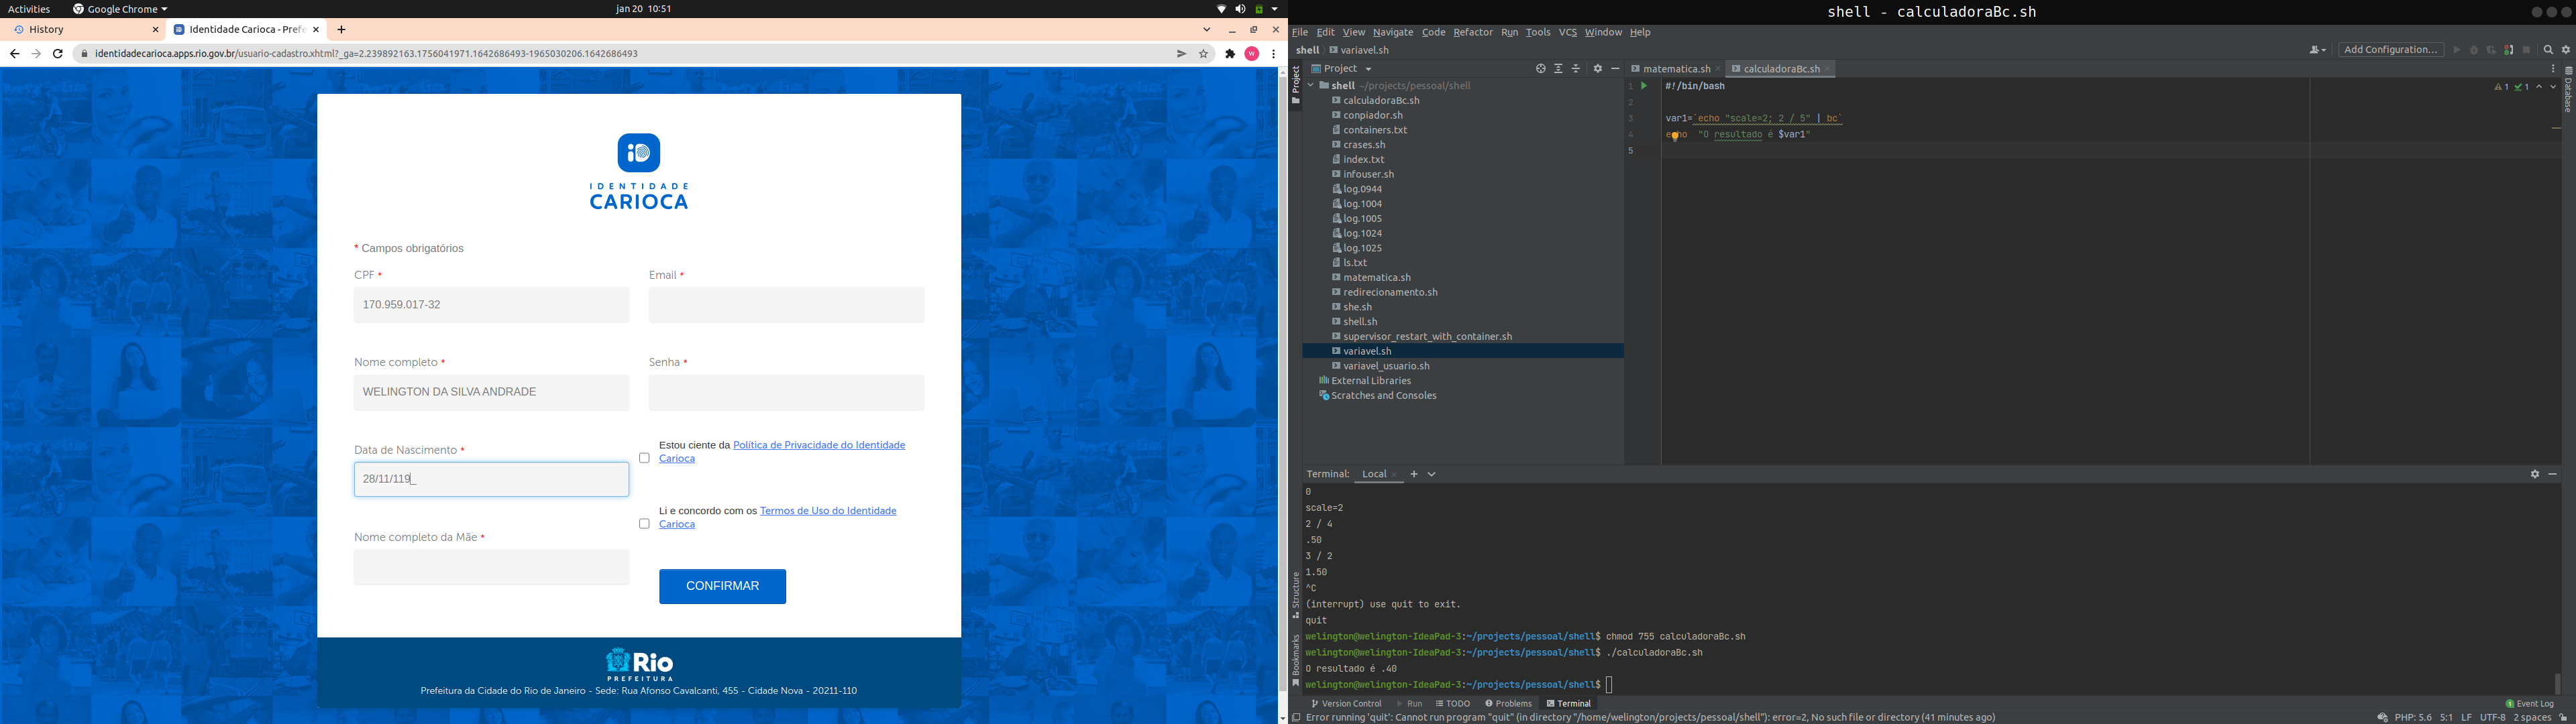 Activities
Google Chrome
jan 20 10:51
History
Identidade Carioca - Prefe
identidadecarioca.apps.rio.gov.br/usuario-cadastro.xhtml?_ga=2.239892163.1756041971.1642686493-1965030206.1642686493
W
iD
IDENTIDADE
CARIOCA
* Campos obrigatórios
CPF *
Email *
170.959.017-32
Nome completo *
Senha *
WELINGTON DA SILVA ANDRADE
Data de Nascimento *
Estou ciente da Política de Privacidade do Identidade
Carioca
28/11/119_
Li e concordo com os Termos de Uso do Identidade
Carioca
Nome completo da Mãe *
CONFIRMAR
Rio
PREFEITURA
Prefeitura da Cidade do Rio de Janeiro - Sede: Rua Afonso Cavalcanti, 455 - Cidade Nova - 20211-110
shell - calculadoraBc.sh
File Edit View Navigate Code Refactor Run Tools VCS Window Help
shell variavel.sh
Add Configuration...
Project
Project
matematica.sh
calculadoraBc.sh
Database
shell ~/projects/pessoal/shell
calculadoraBc.sh
conpiador.sh
containers.txt
crases.sh
index.txt
infouser.sh
log.0944
log.1004
log.1005
log.1024
log.1025
ls.txt
matematica.sh
redirecionamento.sh
she.sh
shell.sh
supervisor_restart_with_container.sh
variavel.sh
variavel_usuario.sh
External Libraries
Scratches and Consoles
1 #!/bin/bash
2
3 var1=`echo "scale=2; 2 / 5" | bc`
4 echo "O resultado é $var1"
5
1 1
Terminal: Local
0
scale=2
2 / 4
.50
3 / 2
1.50
^C
(interrupt) use quit to exit.
quit
welington@welington-IdeaPad-3:~/projects/pessoal/shell$ chmod 755 calculadoraBc.sh
welington@welington-IdeaPad-3:~/projects/pessoal/shell$ ./calculadoraBc.sh
O resultado é .40
welington@welington-IdeaPad-3:~/projects/pessoal/shell$
Structure
Bookmarks
Version Control Run TODO Problems Terminal
1 Event Log
Error running 'quit': Cannot run program "quit" (in directory "/home/welington/projects/pessoal/shell"): error=2, No such file or directory (41 minutes ago)
PHP: 5.6 5:1 LF UTF-8 2 spaces